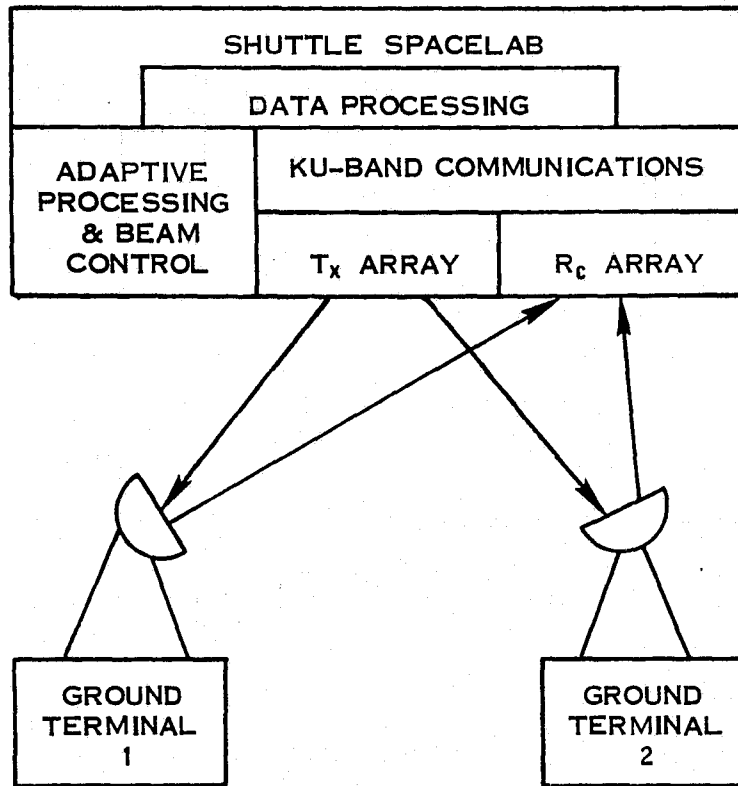 SHUTTLE SPACELAB
DATA PROCESSING
ADAPTIVE
PROCESSING
& BEAM
CONTROL
KU-BAND COMMUNICATIONS
Tx ARRAY
Rc ARRAY
GROUND
TERMINAL
1
GROUND
TERMINAL
2